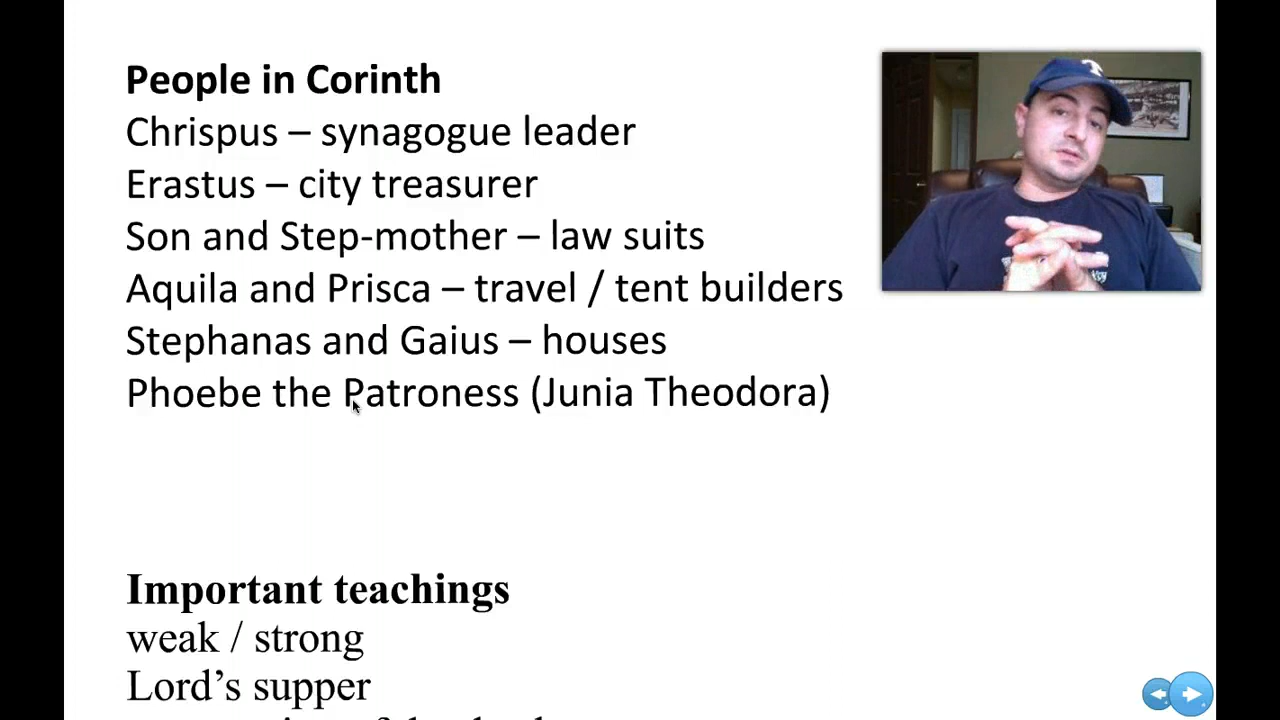 People in Corinth
Chrispus – synagogue leader
Erastus – city treasurer
Son and Step-mother – law suits
Aquila and Prisca – travel / tent builders
Stephanas and Gaius – houses
Phoebe the Patroness (Junia Theodora)
Important teachings
weak / strong
Lord’s supper